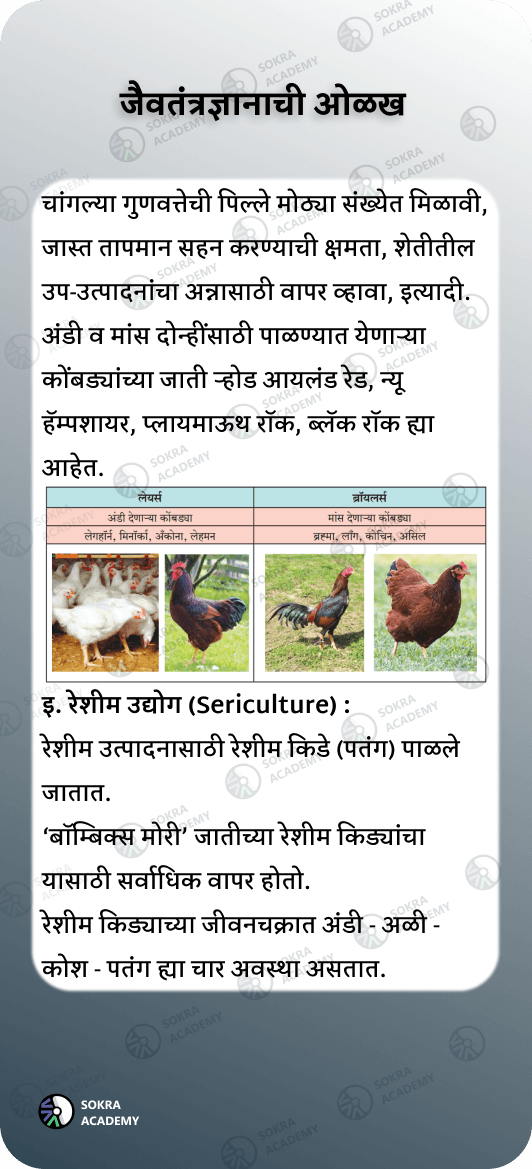 जैवतंत्रज्ञानाची ओळख
चांगल्या गुणवत्तेची पिल्ले मोठ्या संख्येत मिळावी,
जास्त तापमान सहन करण्याची क्षमता, शेतीतील
उप-उत्पादनांचा अन्नासाठी वापर व्हावा, इत्यादी.
अंडी व मांस दोन्हींसाठी पाळण्यात येणाऱ्या
कोंबड्यांच्या जाती ऱ्होड आयलंड रेड, न्यू
हॅम्पशायर, प्लायमाऊथ रॉक, ब्लॅक रॉक ह्या
आहेत.
लेयर्स ब्रॉयलर्स
अंडी देणाऱ्या कोंबड्या मांस देणाऱ्या कोंबड्या
लेगहॉर्न, मिनॉर्का, अँकोना, लेहमन ब्रह्मा, लाँग, कोचिन, असिल
इ. रेशीम उद्योग (Sericulture) :
रेशीम उत्पादनासाठी रेशीम किडे (पतंग) पाळले
जातात.
‘बॉम्बिक्स मोरी’ जातीच्या रेशीम किड्यांचा
यासाठी सर्वाधिक वापर होतो.
रेशीम किड्याच्या जीवनचक्रात अंडी - अळी -
कोश - पतंग ह्या चार अवस्था असतात.
SOKRA
ACADEMY